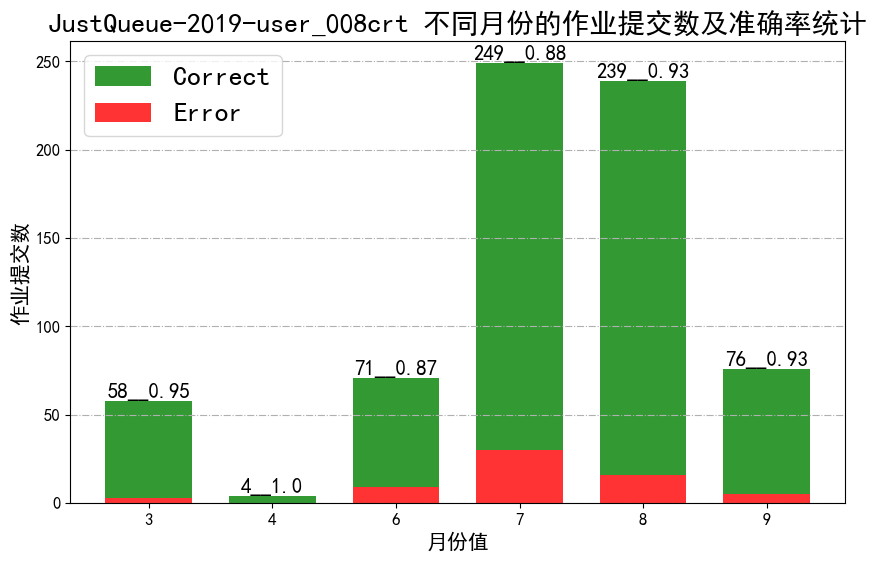 JustQueue-2019-user_008crt 不同月份的作业提交数及准确率统计
Correct
Error
249__0.88
239__0.93
58__0.95
4__1.0
71__0.87
76__0.93
250
200
150
100
50
0
作业提交数
3 4 6 7 8 9
月份值